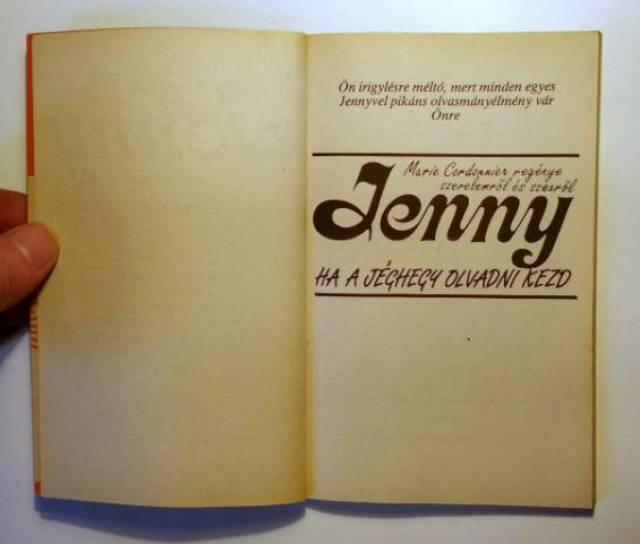 Ön írigylésre méltó, mert minden egyes
Jennyvel pikáns olvasmányélmény vár
Önre
Marie Cordonnier regénye
szerelemről és szexről
Jenny
HA A JÉGHEGY OLVADNI KEZD